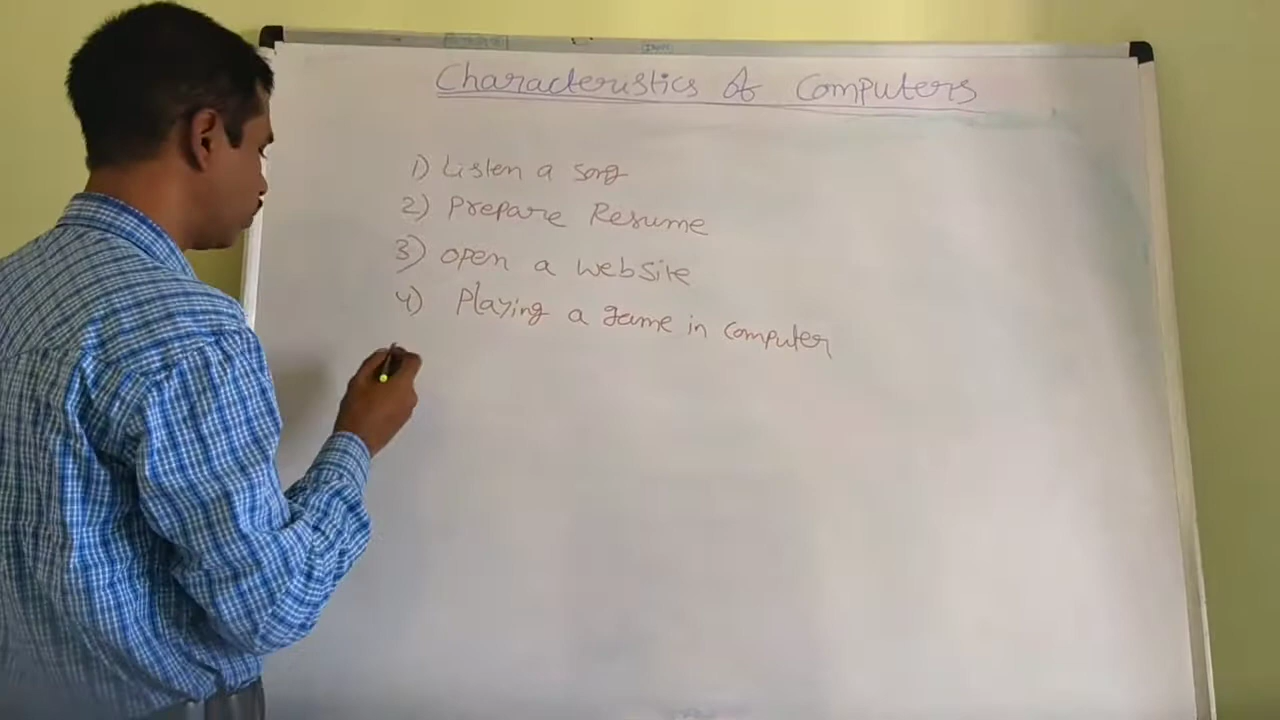 Characteristics Of Computers
1) Listen a song
2) Prepare Resume
3) open a website
4) Playing a game in computer